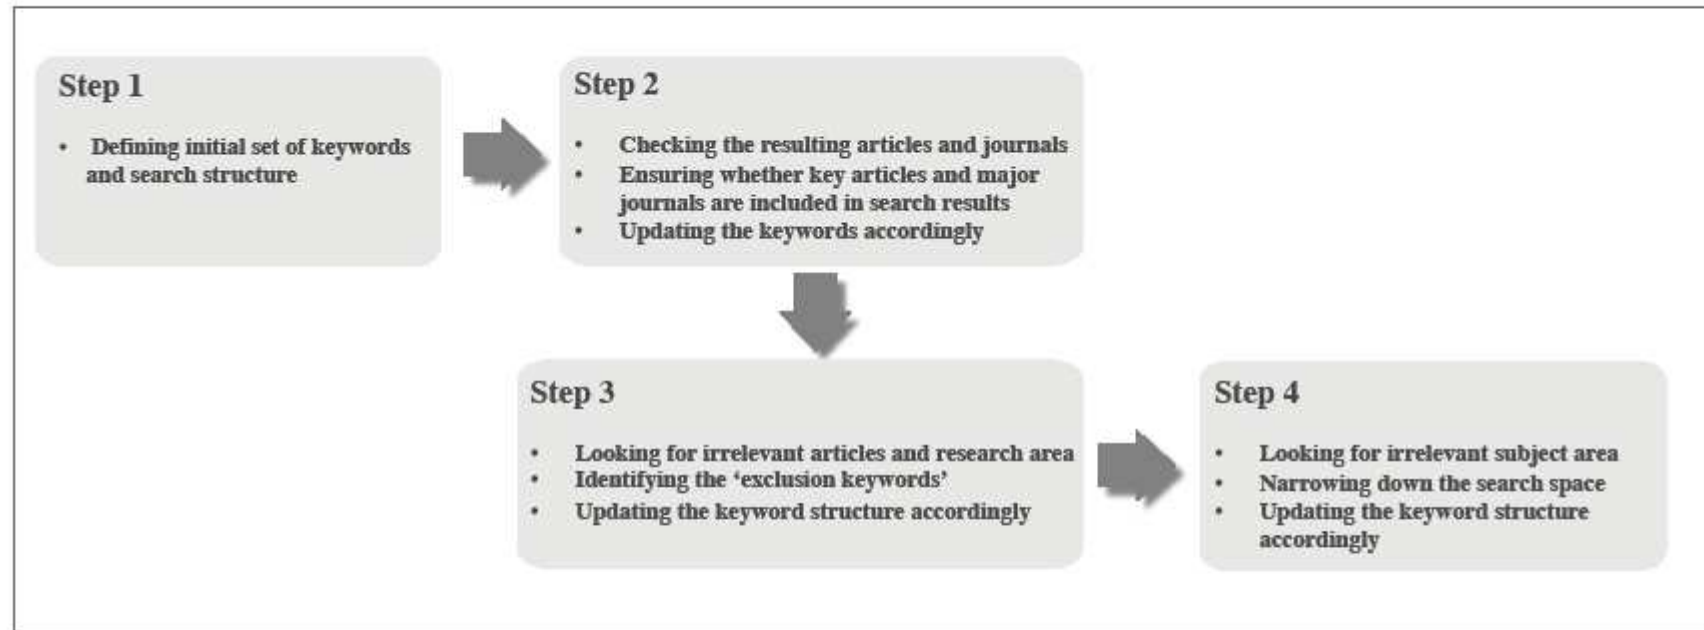 Step 1
• Defining initial set of keywords
and search structure
Step 2
• Checking the resulting articles and journals
• Ensuring whether key articles and major
journals are included in search results
• Updating the keywords accordingly
Step 3
• Looking for irrelevant articles and research area
• Identifying the ‘exclusion keywords’
• Updating the keyword structure accordingly
Step 4
• Looking for irrelevant subject area
• Narrowing down the search space
• Updating the keyword structure
accordingly